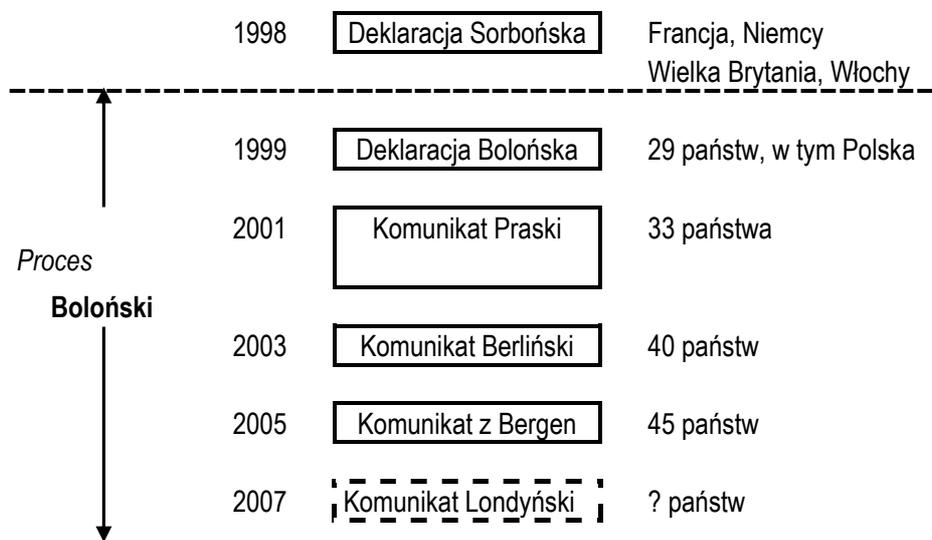 1998 Deklaracja Sorbońska Francja, Niemcy
Wielka Brytania, Włochy
1999 Deklaracja Bolońska 29 państw, w tym Polska
2001 Komunikat Praski 33 państwa
Proces
Boloński
2003 Komunikat Berliński 40 państw
2005 Komunikat z Bergen 45 państw
2007 Komunikat Londyński ? państw